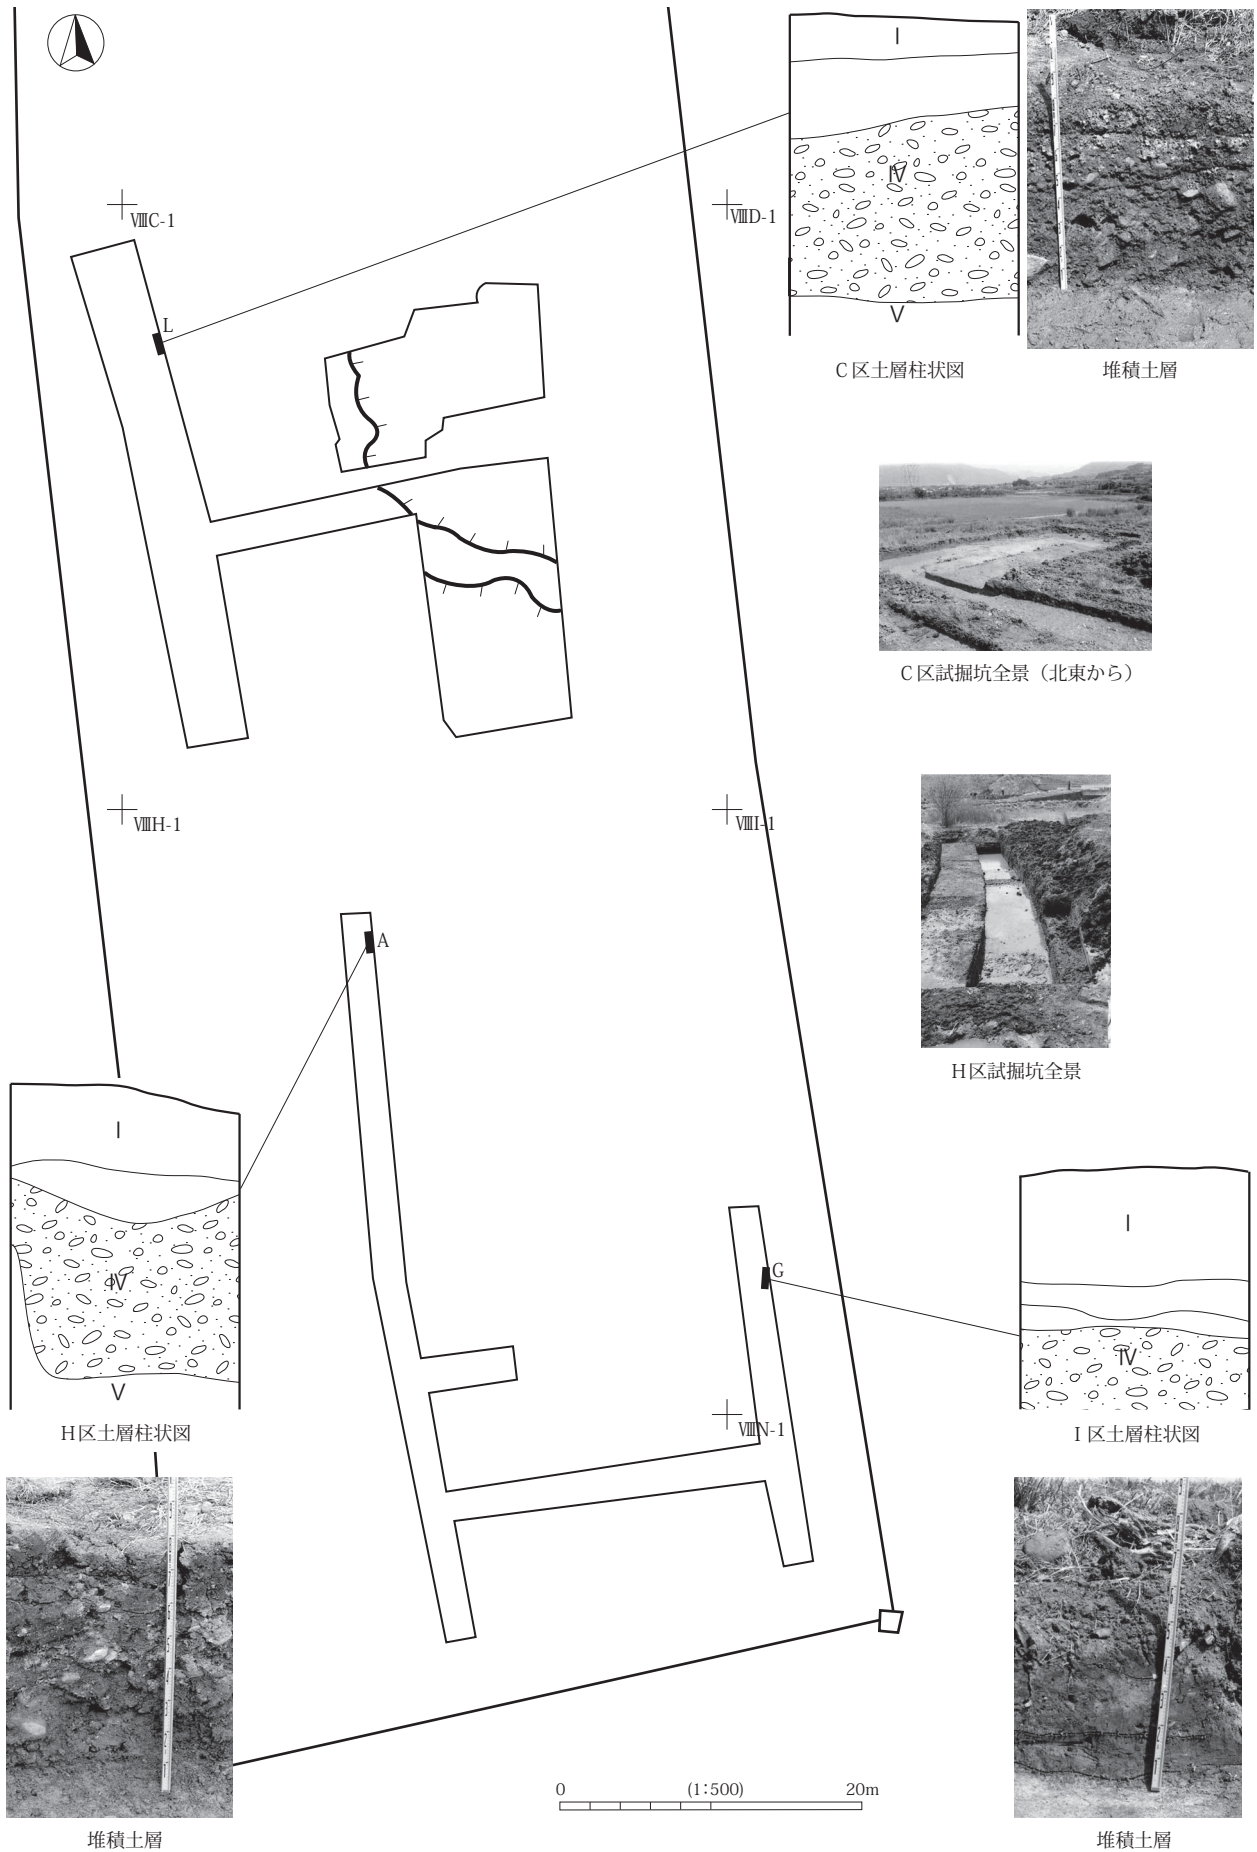 Ⅰ
Ⅳ
Ⅴ
C区土層柱状図
堆積土層
ⅧC-1
ⅧD-1
L
C区試掘坑全景（北東から）
ⅧH-1
ⅧI-1
A
H区試掘坑全景
Ⅰ
Ⅳ
Ⅴ
H区土層柱状図
G
Ⅰ
Ⅳ
I区土層柱状図
ⅧN-1
堆積土層
0 (1:500) 20m
堆積土層